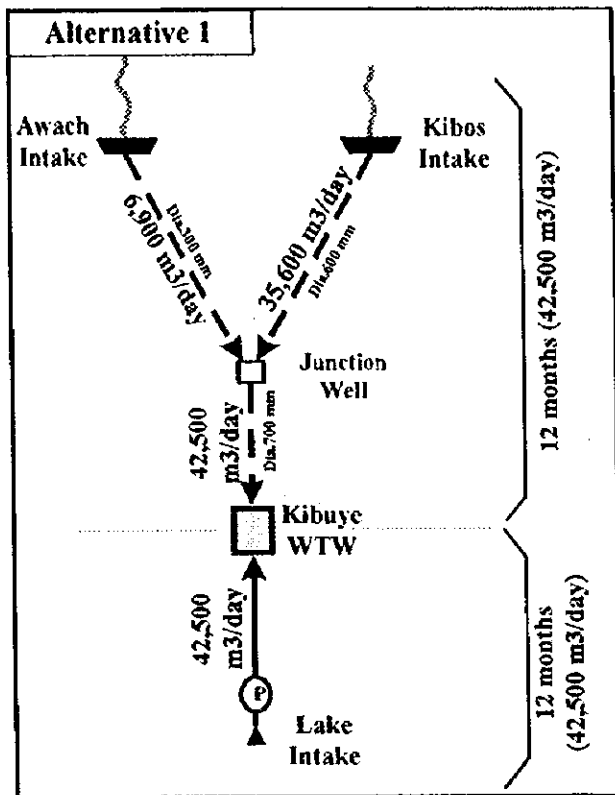 Alternative 1
Awach
Intake
Kibos
Intake
Dia.300 mm
6,900 m3/day
35,600 m3/day
Dia.600 mm
Junction
Well
42,500
m3/day
Dia.700 mm
Kibuye
WTW
42,500
m3/day
P
Lake
Intake
12 months (42,500 m3/day)
12 months
(42,500 m3/day)